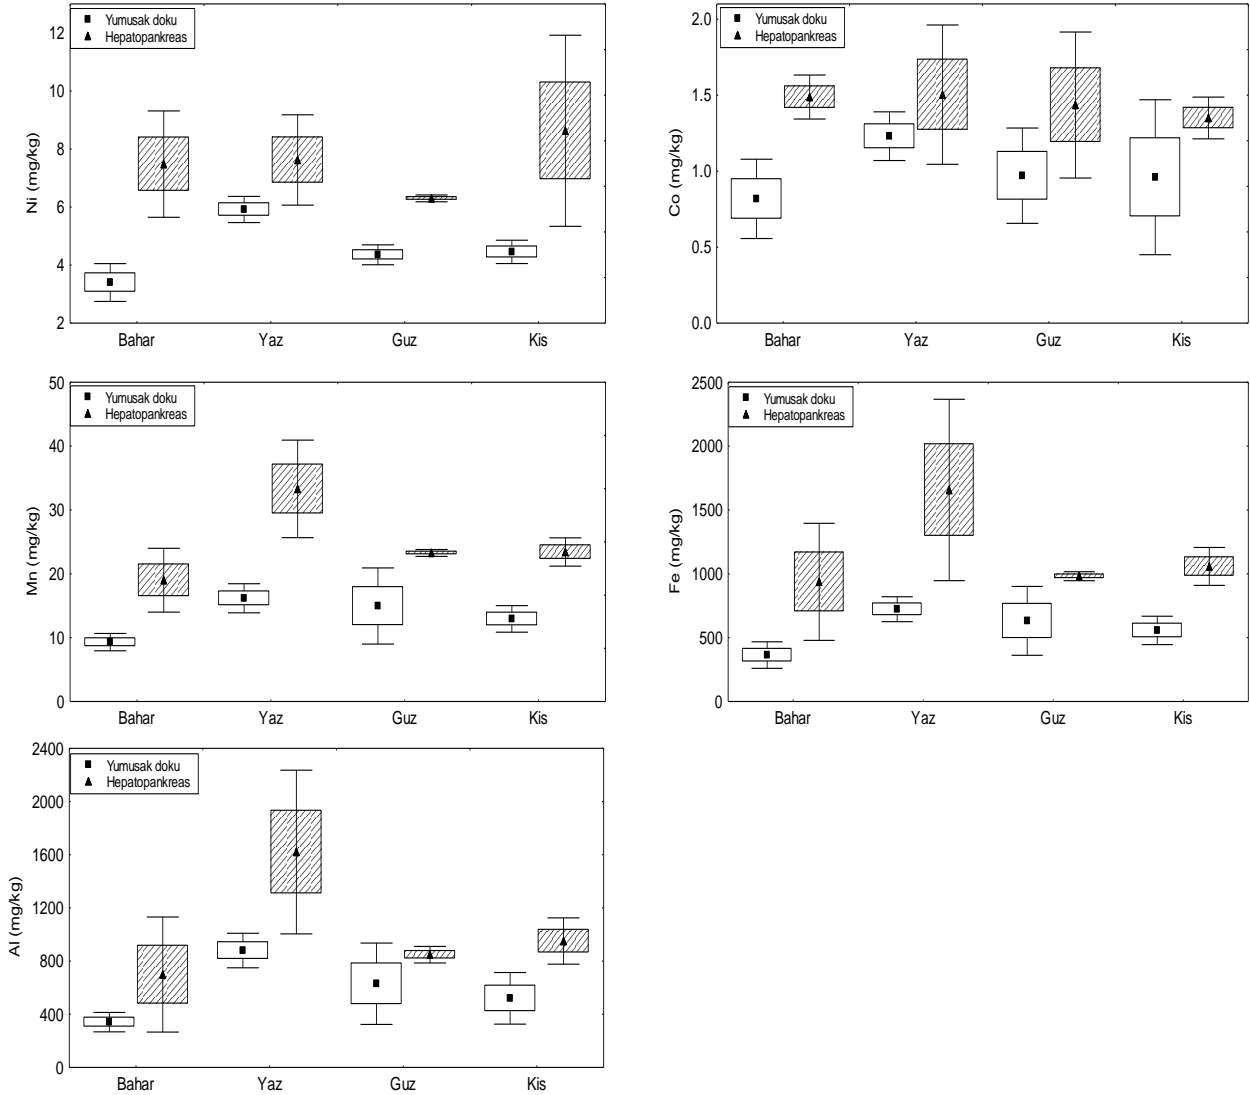 Yumusak doku
Hepatopankreas
Ni (mg/kg)
12
10
8
6
4
2
Bahar Yaz Guz Kis
Yumusak doku
Hepatopankreas
Co (mg/kg)
2.0
1.5
1.0
0.5
0.0
Bahar Yaz Guz Kis
Yumusak doku
Hepatopankreas
Mn (mg/kg)
50
40
30
20
10
0
Bahar Yaz Guz Kis
Yumusak doku
Hepatopankreas
Fe (mg/kg)
2500
2000
1500
1000
500
0
Bahar Yaz Guz Kis
Yumusak doku
Hepatopankreas
Al (mg/kg)
2400
2000
1600
1200
800
400
0
Bahar Yaz Guz Kis